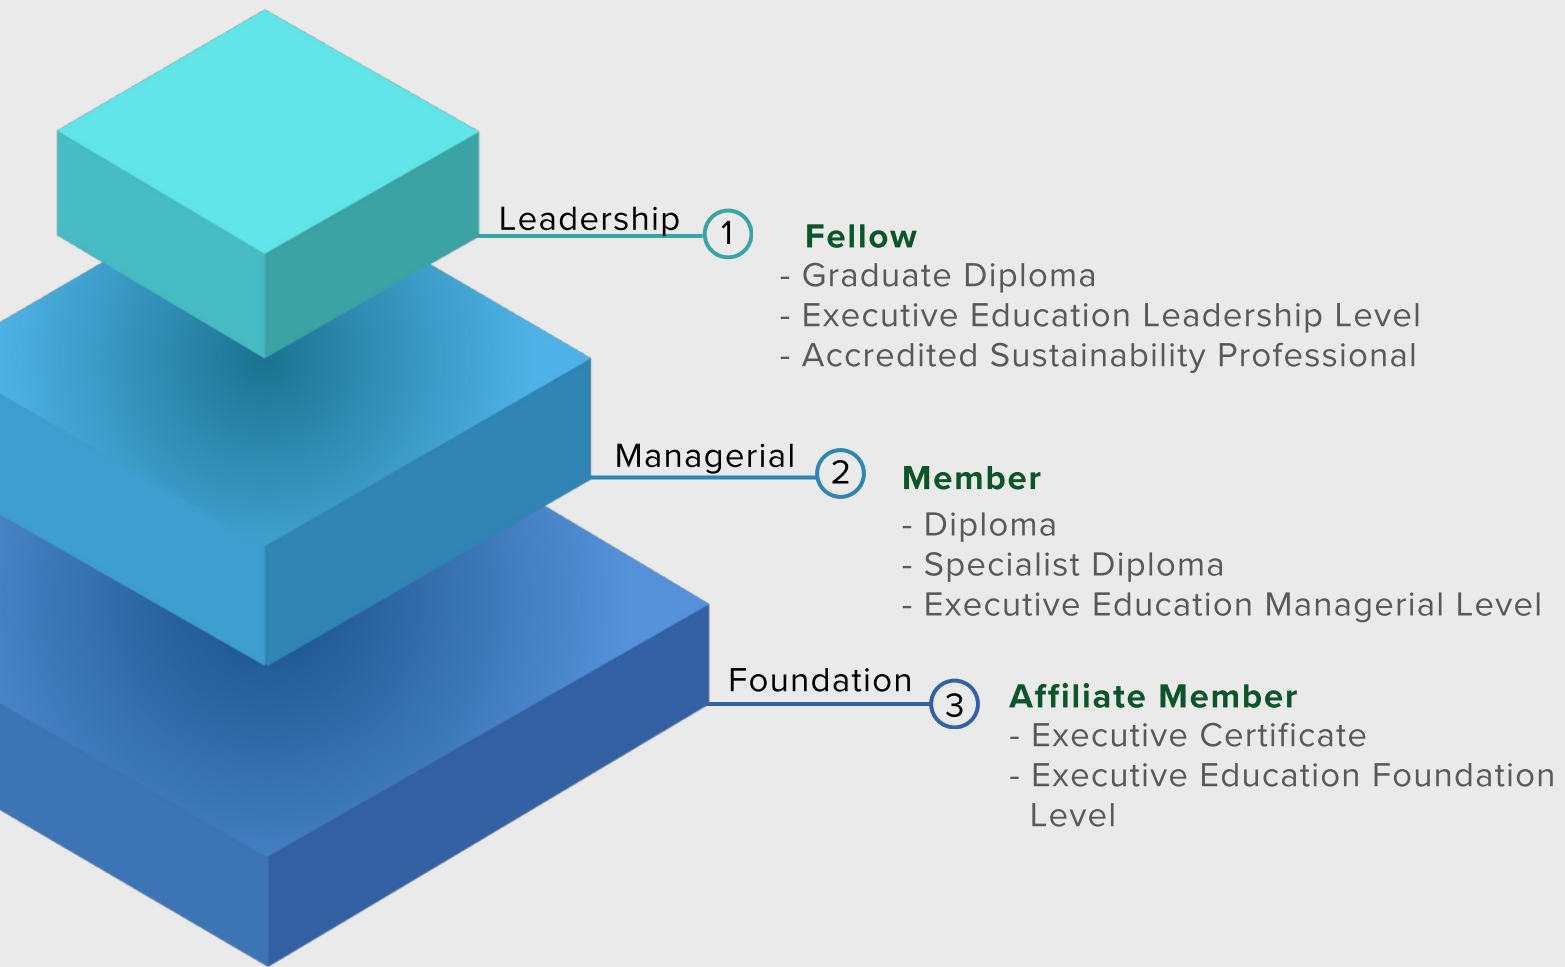 Leadership
1
Fellow
- Graduate Diploma
- Executive Education Leadership Level
- Accredited Sustainability Professional
Managerial
2
Member
- Diploma
- Specialist Diploma
- Executive Education Managerial Level
Foundation
3
Affiliate Member
- Executive Certificate
- Executive Education Foundation
Level